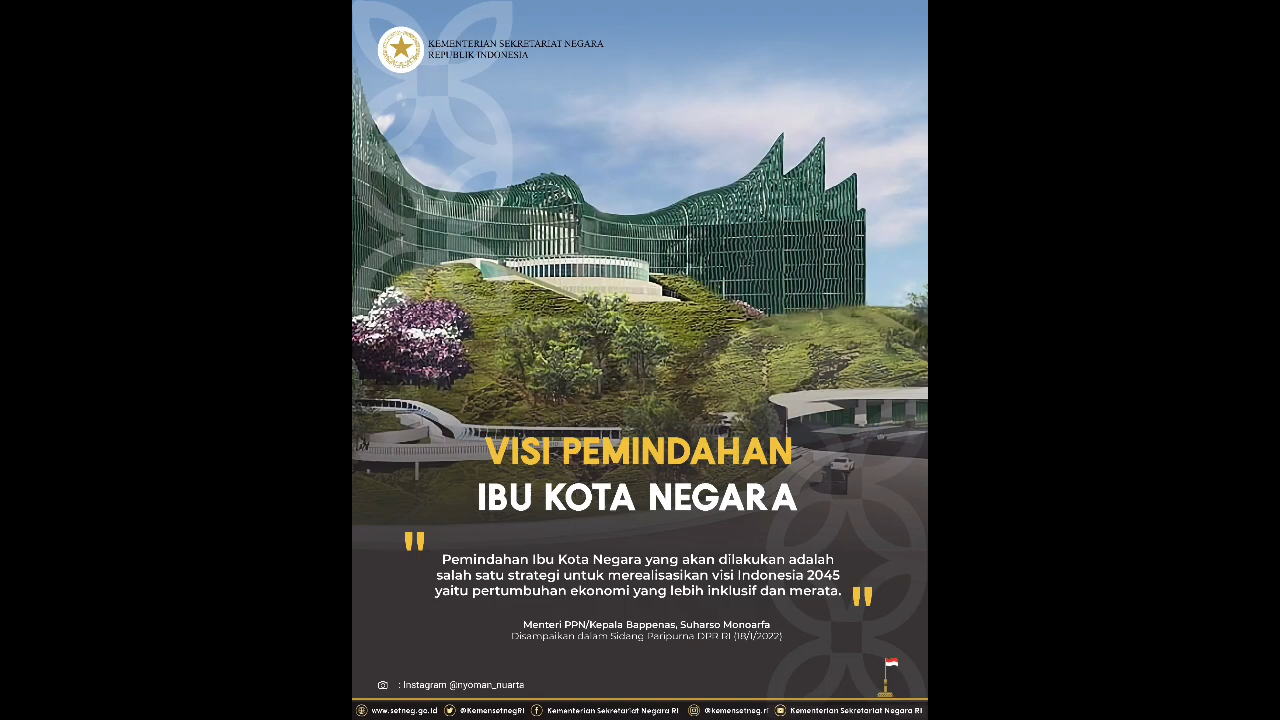 KEMENTERIAN SEKRETARIAT NEGARA
REPUBLIK INDONESIA
VISI PEMINDAHAN
IBU KOTA NEGARA
"
Pemindahan Ibu Kota Negara yang akan dilakukan adalah
salah satu strategi untuk merealisasikan visi Indonesia 2045
yaitu pertumbuhan ekonomi yang lebih inklusif dan merata. "
Menteri PPN/Kepala Bappenas, Suharso Monoarfa
Disampaikan dalam Sidang Paripurna DPR RI (18/1/2022)
: Instagram @nyoman_nuarta
www.setneg.go.id @KemensetnegRI Kementerian Sekretariat Negara RI @kemensetneg.ri Kementerian Sekretariat Negara RI